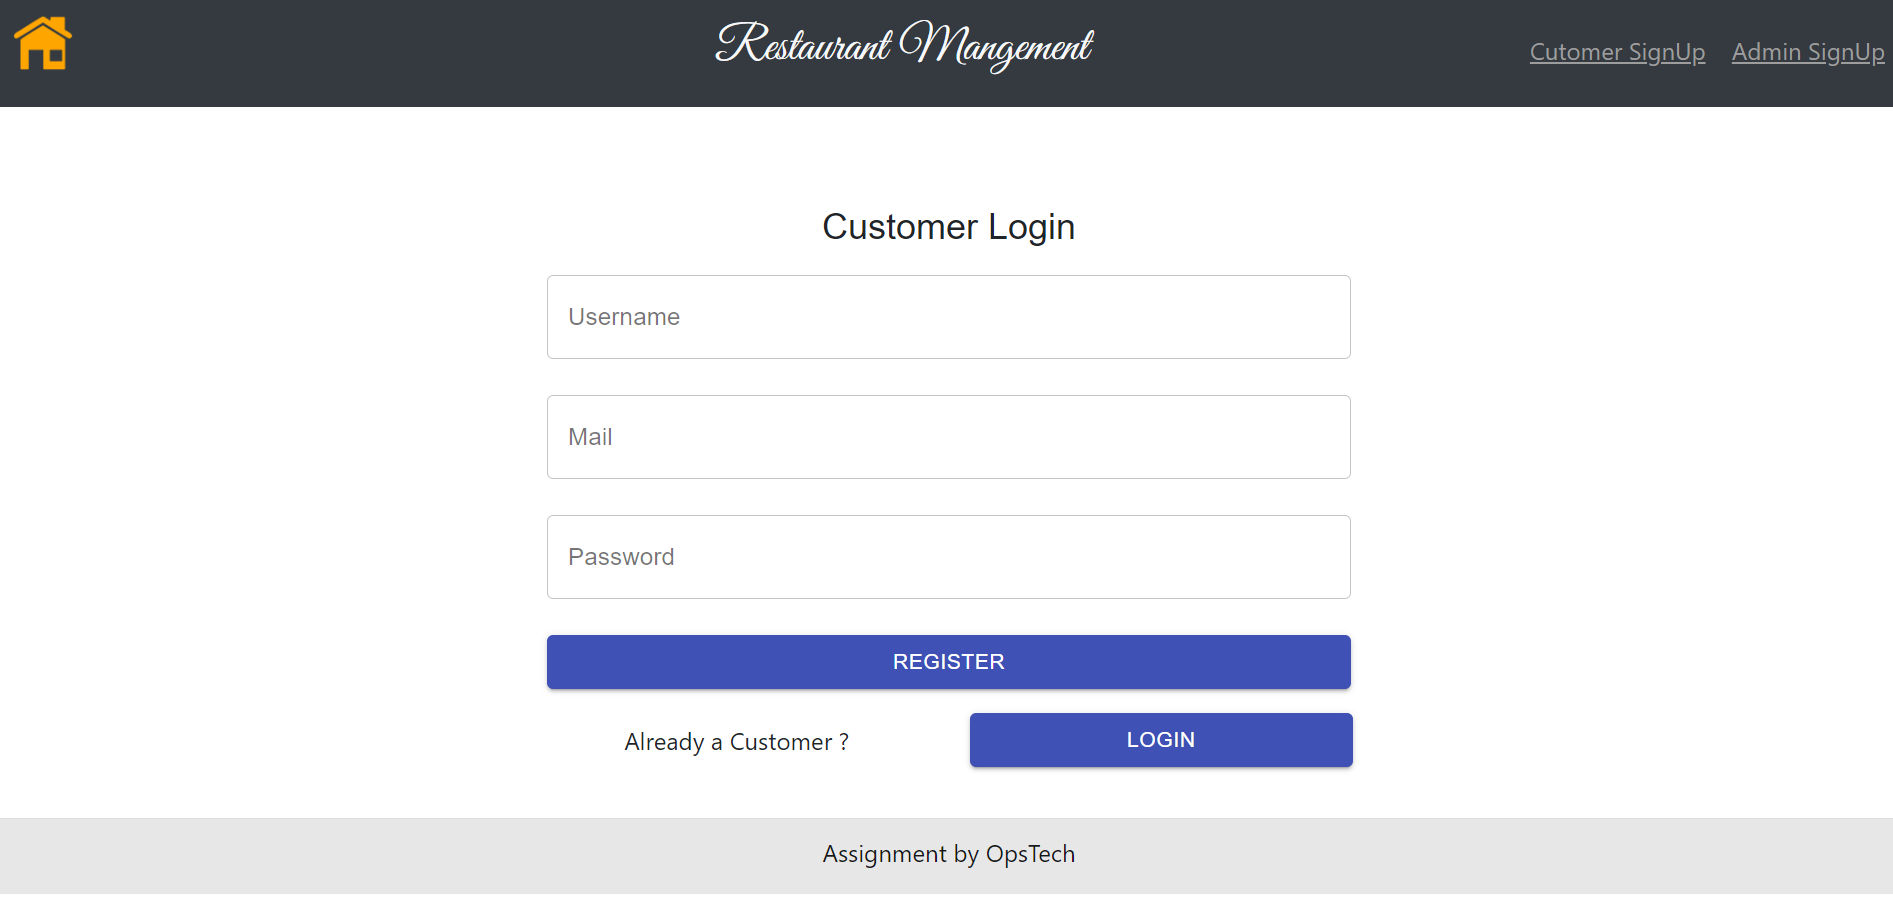 Restaurant Mangement
Cutomer SignUp Admin SignUp
Customer Login
Username
Mail
Password
REGISTER
Already a Customer ? LOGIN
Assignment by OpsTech